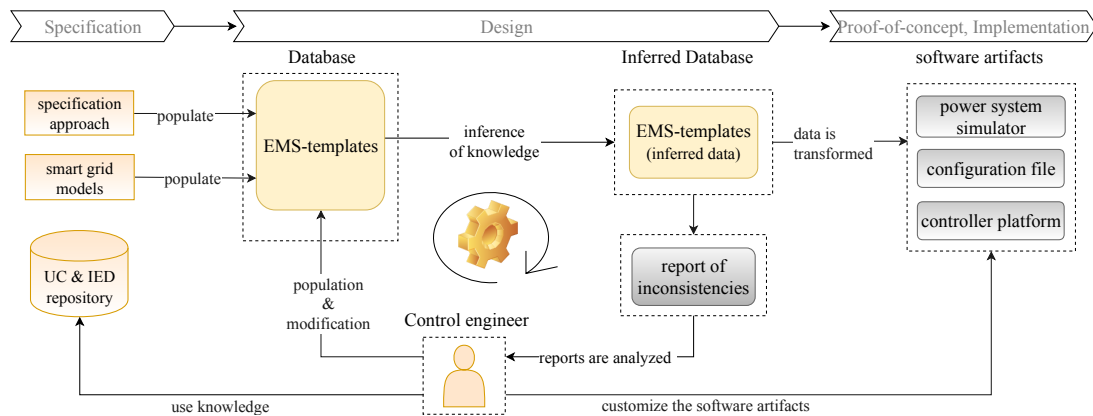 Specification
Design
Proof-of-concept, Implementation
Database
Inferred Database
software artifacts
specification
approach
populate
smart grid
models
populate
EMS-templates
inference
of knowledge
EMS-templates
(inferred data)
data is
transformed
power system
simulator
configuration file
controller platform
UC & IED
repository
population
&
modification
report of
inconsistencies
Control engineer
reports are analyzed
use knowledge
customize the software artifacts